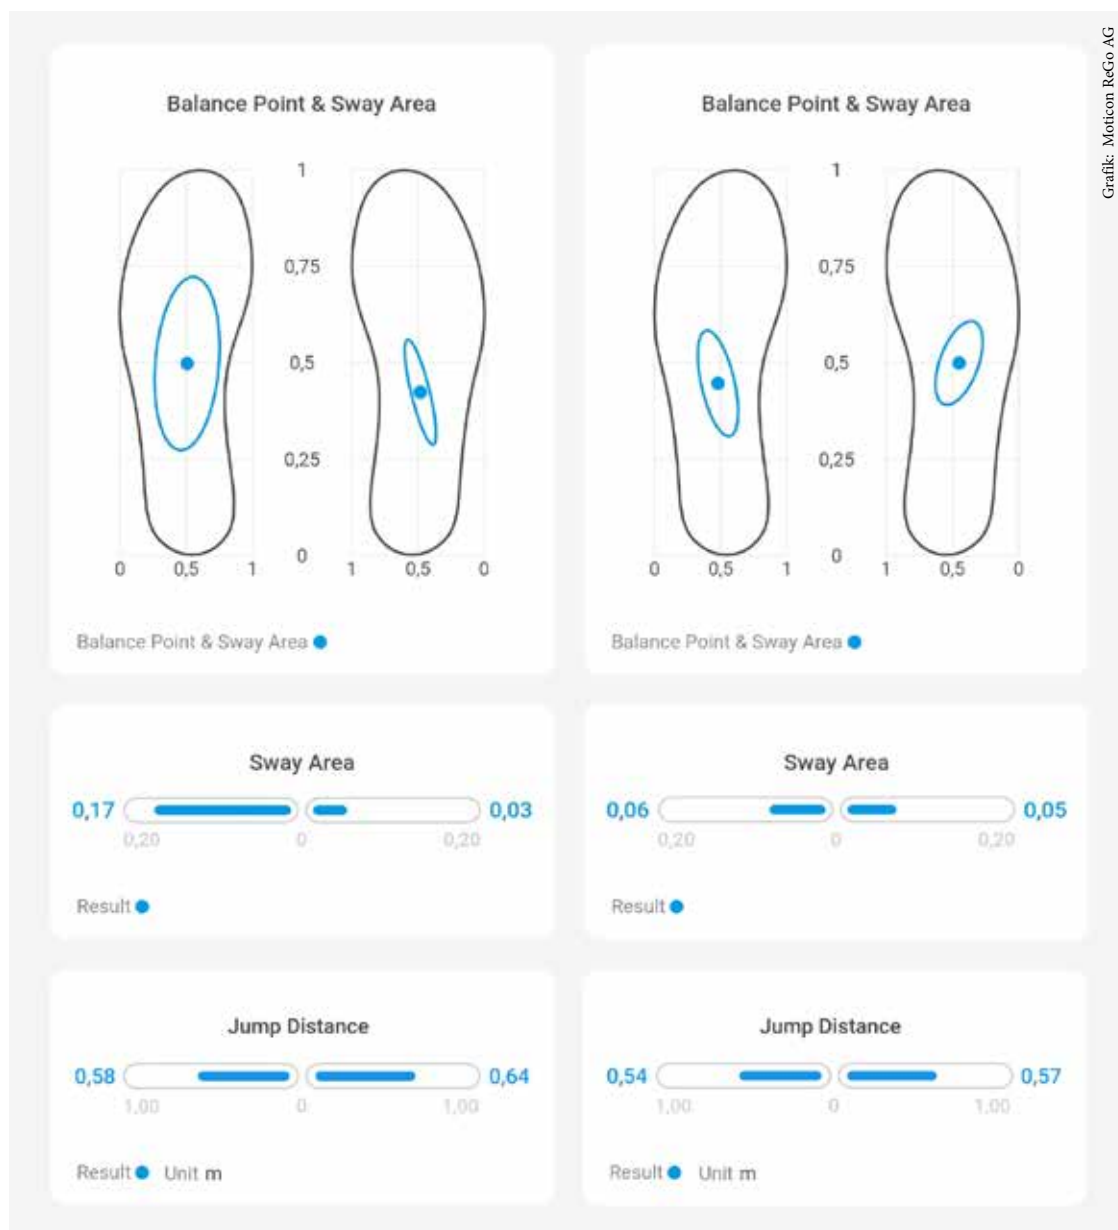 Grafik: Moticon ReGo AG
Balance Point & Sway Area
1
0,75
0,5
0,25
0
0 0,5 1 1 0,5 0
Balance Point & Sway Area
Balance Point & Sway Area
1
0,75
0,5
0,25
0
0 0,5 1 1 0,5 0
Balance Point & Sway Area
Sway Area
0,17 0,03
0,20 0 0,20
Result
Sway Area
0,06 0,05
0,20 0 0,20
Result
Jump Distance
0,58 0,64
1,00 0 1,00
Result Unit m
Jump Distance
0,54 0,57
1,00 0 1,00
Result Unit m